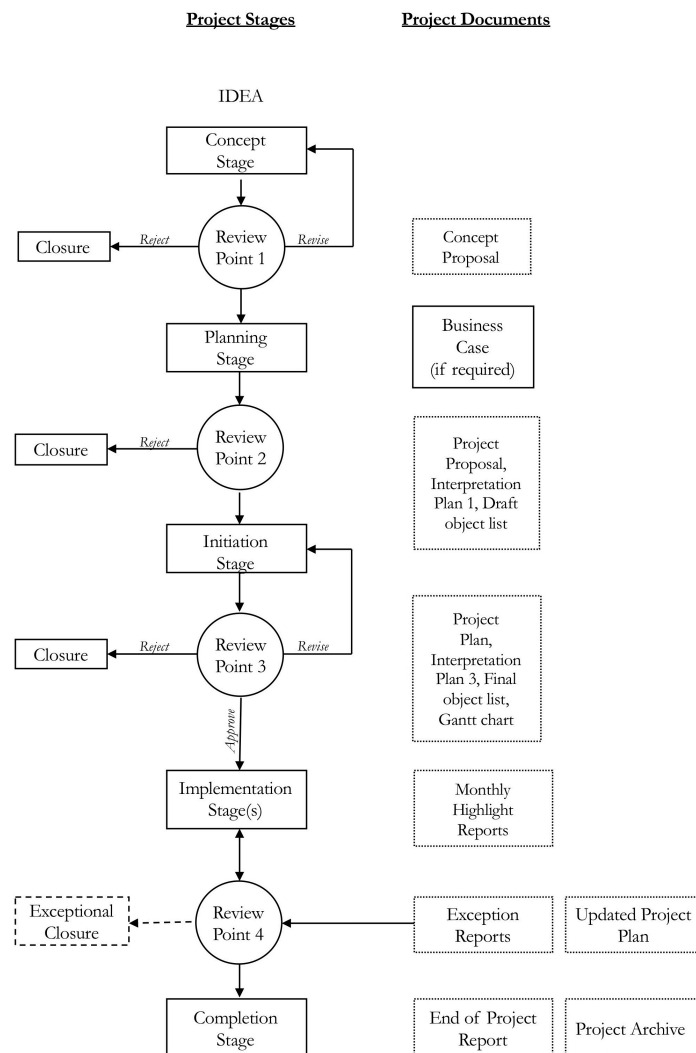 Project Stages
Project Documents
IDEA
Concept
Stage
Closure
Reject
Review
Point 1
Revise
Concept
Proposal
Planning
Stage
Business
Case
(if required)
Closure
Reject
Review
Point 2
Project
Proposal,
Interpretation
Plan 1, Draft
object list
Initiation
Stage
Closure
Reject
Review
Point 3
Revise
Project
Plan,
Interpretation
Plan 3, Final
object list,
Gantt chart
Approve
Implementation
Stage(s)
Monthly
Highlight
Reports
Exceptional
Closure
Review
Point 4
Exception
Reports
Updated Project
Plan
Completion
Stage
End of Project
Report
Project Archive